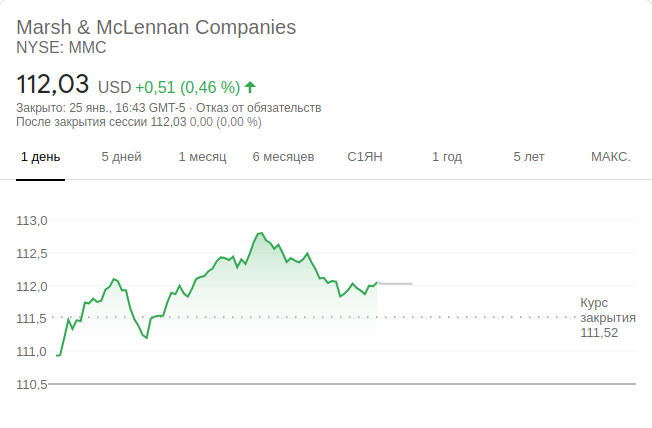 Marsh & McLennan Companies
NYSE: MMC
112,03 USD +0,51 (0,46 %)
Закрыто: 25 янв., 16:43 GMT-5 · Отказ от обязательств
После закрытия сессии 112,03 0,00 (0,00 %)
1 день 5 дней 1 месяц 6 месяцев С1ЯН 1 год 5 лет МАКС.
113,0
112,5
112,0
111,5
111,0
110,5
Курс
закрытия
111,52